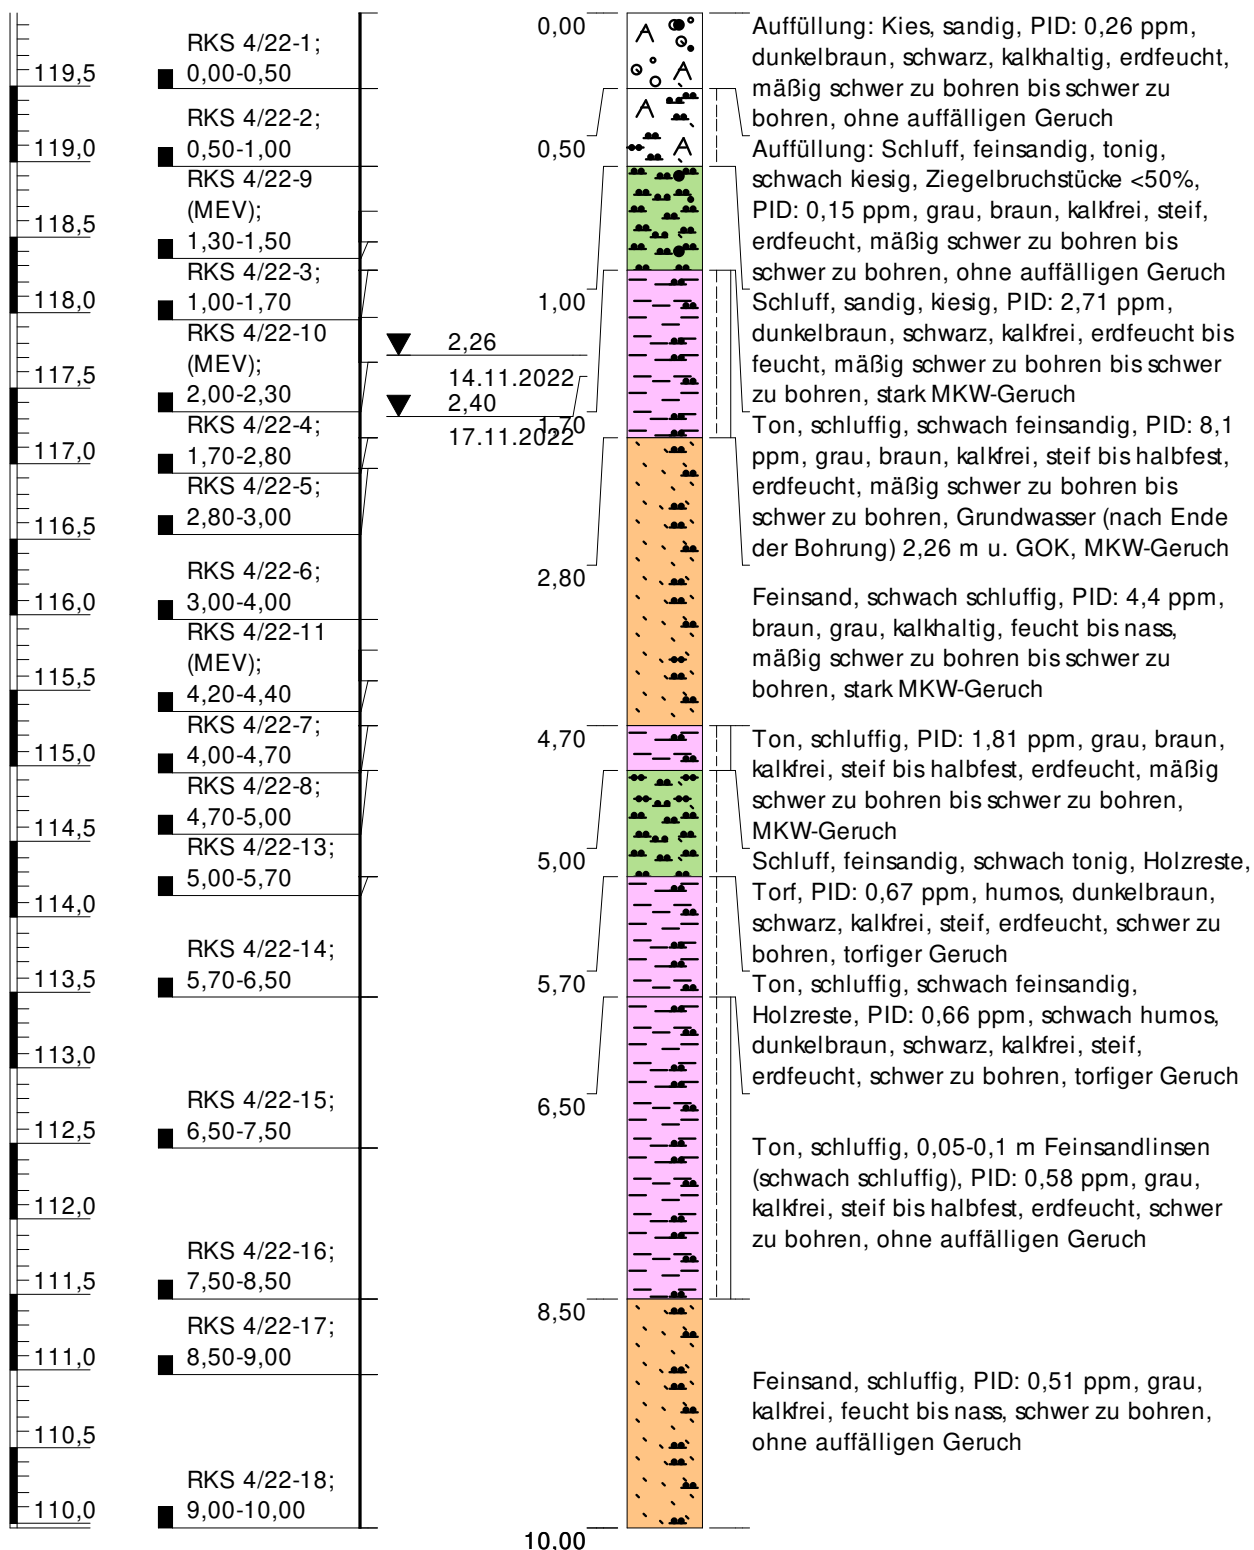 119,5
119,0
118,5
118,0
117,5
117,0
116,5
116,0
115,5
115,0
114,5
114,0
113,5
113,0
112,5
112,0
111,5
111,0
110,5
110,0
RKS 4/22-1;
0,00-0,50
RKS 4/22-2;
0,50-1,00
RKS 4/22-9
(MEV);
1,30-1,50
RKS 4/22-3;
1,00-1,70
RKS 4/22-10
(MEV);
2,00-2,30
RKS 4/22-4;
1,70-2,80
RKS 4/22-5;
2,80-3,00
RKS 4/22-6;
3,00-4,00
RKS 4/22-11
(MEV);
4,20-4,40
RKS 4/22-7;
4,00-4,70
RKS 4/22-8;
4,70-5,00
RKS 4/22-13;
5,00-5,70
RKS 4/22-14;
5,70-6,50
RKS 4/22-15;
6,50-7,50
RKS 4/22-16;
7,50-8,50
RKS 4/22-17;
8,50-9,00
RKS 4/22-18;
9,00-10,00
2,26
14.11.2022
2,40
17.11.2022
0,00
0,50
1,00
1,70
2,80
4,70
5,00
5,70
6,50
8,50
10,00
Auffüllung: Kies, sandig, PID: 0,26 ppm,
dunkelbraun, schwarz, kalkhaltig, erdfeucht,
mäßig schwer zu bohren bis schwer zu
bohren, ohne auffälligen Geruch
Auffüllung: Schluff, feinsandig, tonig,
schwach kiesig, Ziegelbruchstücke <50%,
PID: 0,15 ppm, grau, braun, kalkfrei, steif,
erdfeucht, mäßig schwer zu bohren bis
schwer zu bohren, ohne auffälligen Geruch
Schluff, sandig, kiesig, PID: 2,71 ppm,
dunkelbraun, schwarz, kalkfrei, erdfeucht bis
feucht, mäßig schwer zu bohren bis schwer
zu bohren, stark MKW-Geruch
Ton, schluffig, schwach feinsandig, PID: 8,1
ppm, grau, braun, kalkfrei, steif bis halbfest,
erdfeucht, mäßig schwer zu bohren bis
schwer zu bohren, Grundwasser (nach Ende
der Bohrung) 2,26 m u. GOK, MKW-Geruch
Feinsand, schwach schluffig, PID: 4,4 ppm,
braun, grau, kalkhaltig, feucht bis nass,
mäßig schwer zu bohren bis schwer zu
bohren, stark MKW-Geruch
Ton, schluffig, PID: 1,81 ppm, grau, braun,
kalkfrei, steif bis halbfest, erdfeucht, mäßig
schwer zu bohren bis schwer zu bohren,
MKW-Geruch
Schluff, feinsandig, schwach tonig, Holzreste,
Torf, PID: 0,67 ppm, humos, dunkelbraun,
schwarz, kalkfrei, steif, erdfeucht, schwer zu
bohren, torfiger Geruch
Ton, schluffig, schwach feinsandig,
Holzreste, PID: 0,66 ppm, schwach humos,
dunkelbraun, schwarz, kalkfrei, steif,
erdfeucht, schwer zu bohren, torfiger Geruch
Ton, schluffig, 0,05-0,1 m Feinsandlinsen
(schwach schluffig), PID: 0,58 ppm, grau,
kalkfrei, steif bis halbfest, erdfeucht, schwer
zu bohren, ohne auffälligen Geruch
Feinsand, schluffig, PID: 0,51 ppm, grau,
kalkfrei, feucht bis nass, schwer zu bohren,
ohne auffälligen Geruch